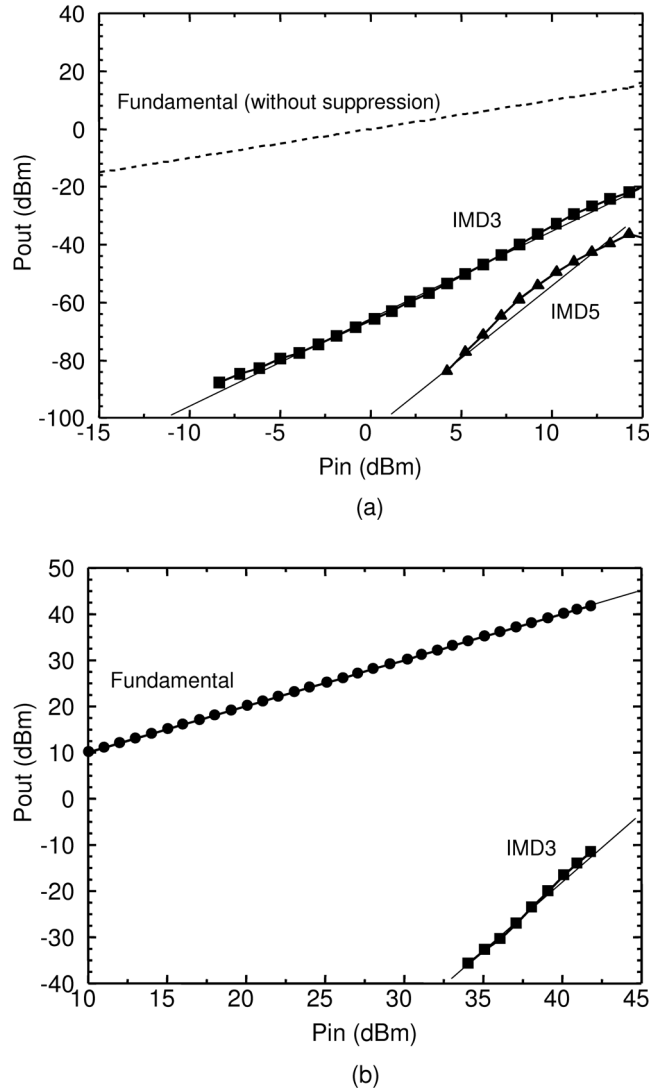 40
20
0
-20
-40
-60
-80
-100
Pout (dBm)
Fundamental (without suppression)
IMD3
IMD5
-15 -10 -5 0 5 10 15
Pin (dBm)
(a)
50
40
30
20
10
0
-10
-20
-30
-40
Pout (dBm)
Fundamental
IMD3
10 15 20 25 30 35 40 45
Pin (dBm)
(b)